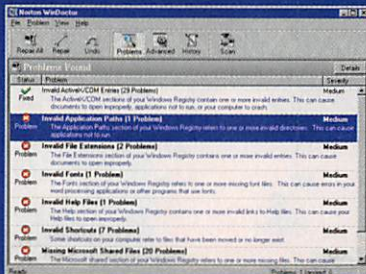 Norton WinDoctor
File Problem View Help
Repair All Repair Undo Problems Advanced History Scan
Problems Found Details
Status Problem Severity
Fixed Invalid ActiveX/COM Entries (29 Problems) Medium
The ActiveX/COM sections of your Windows Registry contain one or more invalid entries. This can cause
documents to open improperly, applications not to run, or your computer to crash.
Problem Invalid Application Paths (1 Problem) Medium
The Application Paths section of your Windows Registry refers to one or more invalid directories. This can cause
applications not to run.
Problem Invalid File Extensions (2 Problems) Medium
The File Extensions section of your Windows Registry contains one or more invalid entries. This can cause
documents to open improperly.
Problem Invalid Fonts (1 Problem) Medium
The Fonts section of your Windows Registry refers to one or more missing font files. This can cause errors in your
word processing applications or other programs that use fonts.
Problem Invalid Help Files (1 Problem) Medium
The Help section of your Windows Registry contains one or more invalid links to Help files. This can cause your
Help files to open improperly.
Problem Invalid Shortcuts (7 Problems) Medium
Some shortcuts on your computer refer to files that have been moved or no longer exist.
Problem Missing Microsoft Shared Files (20 Problems) Medium
The Microsoft shared section of your Windows Registry refers to one or more missing files. This can cause
Ready